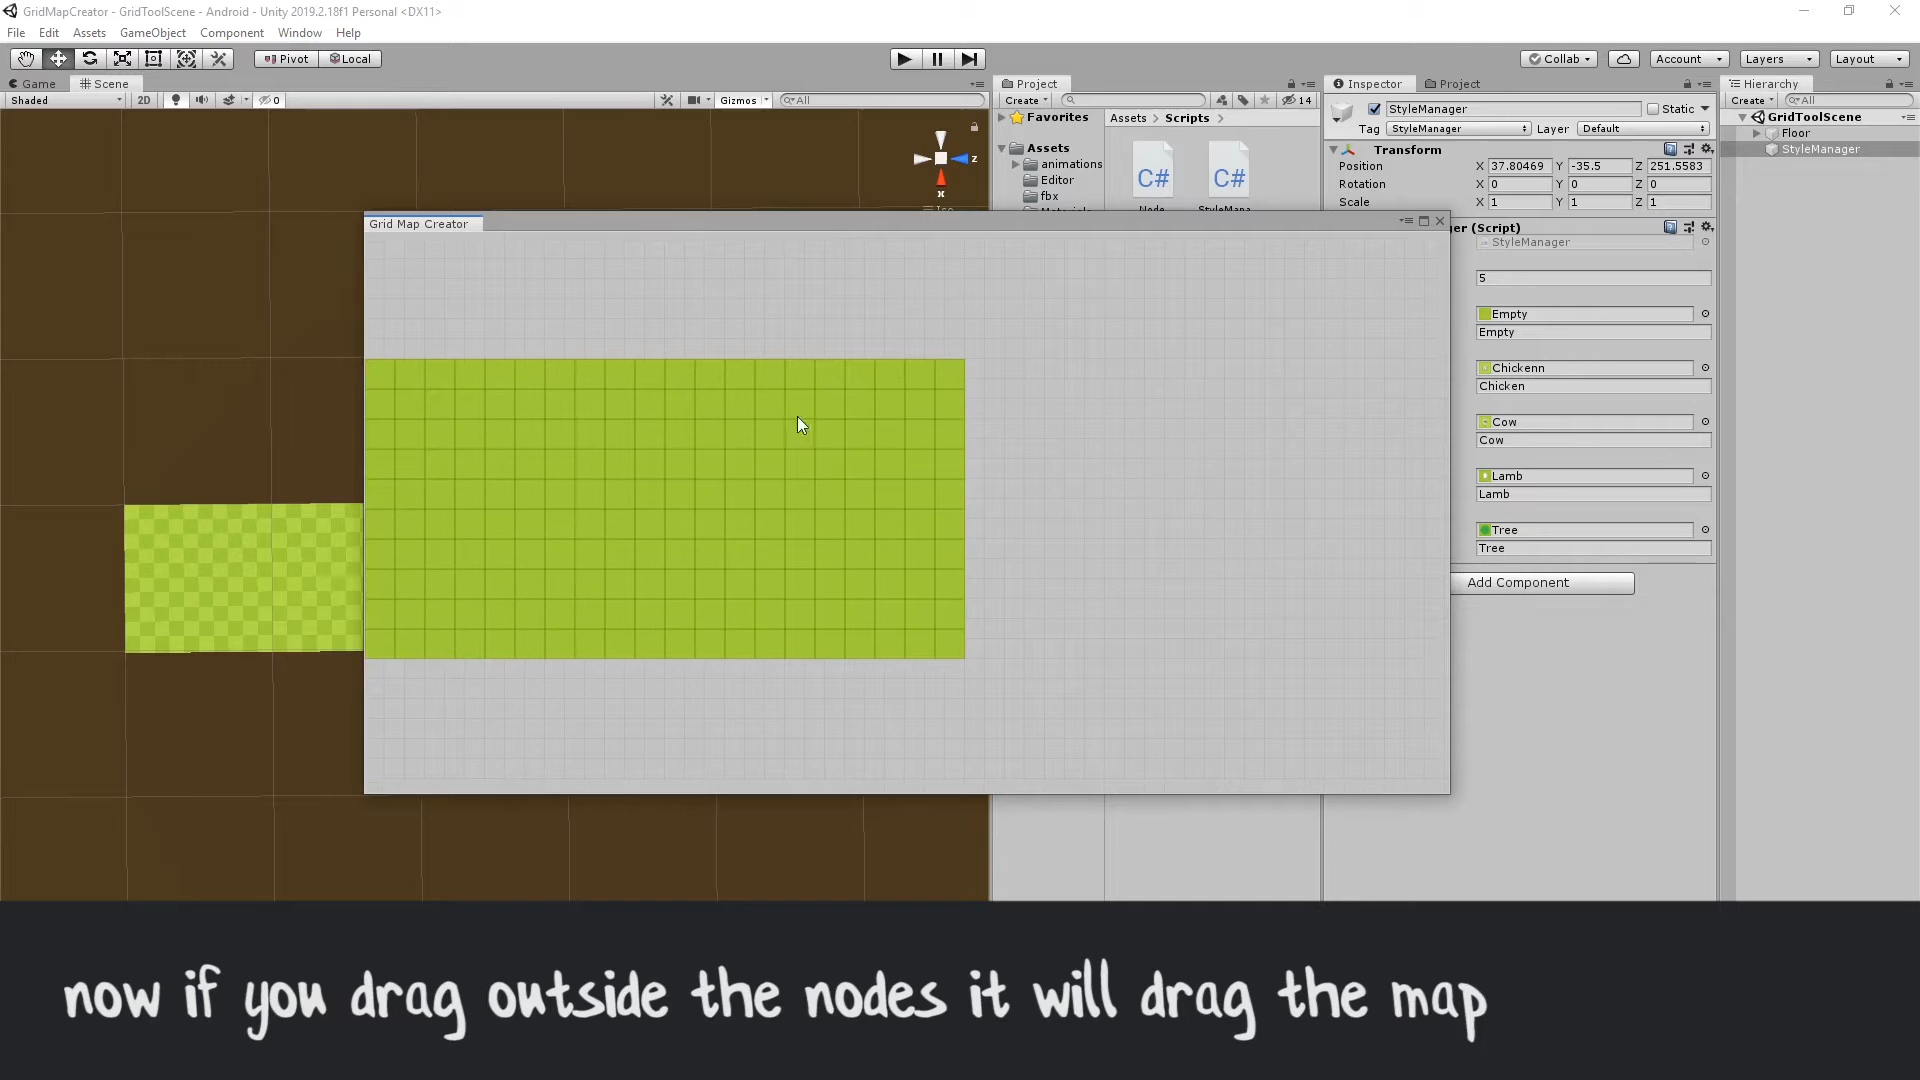 GridMapCreator - GridToolScene - Android - Unity 2019.2.18f1 Personal <DX11>
File Edit Assets GameObject Component Window Help
Pivot Local Collab Account Layers Layout
Game Scene Project Inspector Project Hierarchy
Shaded 2D 0 Gizmos All Create 14 StyleManager Static Create All
Favorites Assets > Scripts > GridToolScene
Tag StyleManager Layer Default Floor
Assets Transform StyleManager
animations Position X 37.80469 Y -35.5 Z 251.5583
Editor Rotation X 0 Y 0 Z 0
fbx Scale X 1 Y 1 Z 1
C# C#
z
x
Grid Map Creator
ger (Script)
StyleManager
5
Empty
Empty
Chickenn
Chicken
Cow
Cow
Lamb
Lamb
Tree
Tree
Add Component
now if you drag outside the nodes it will drag the map